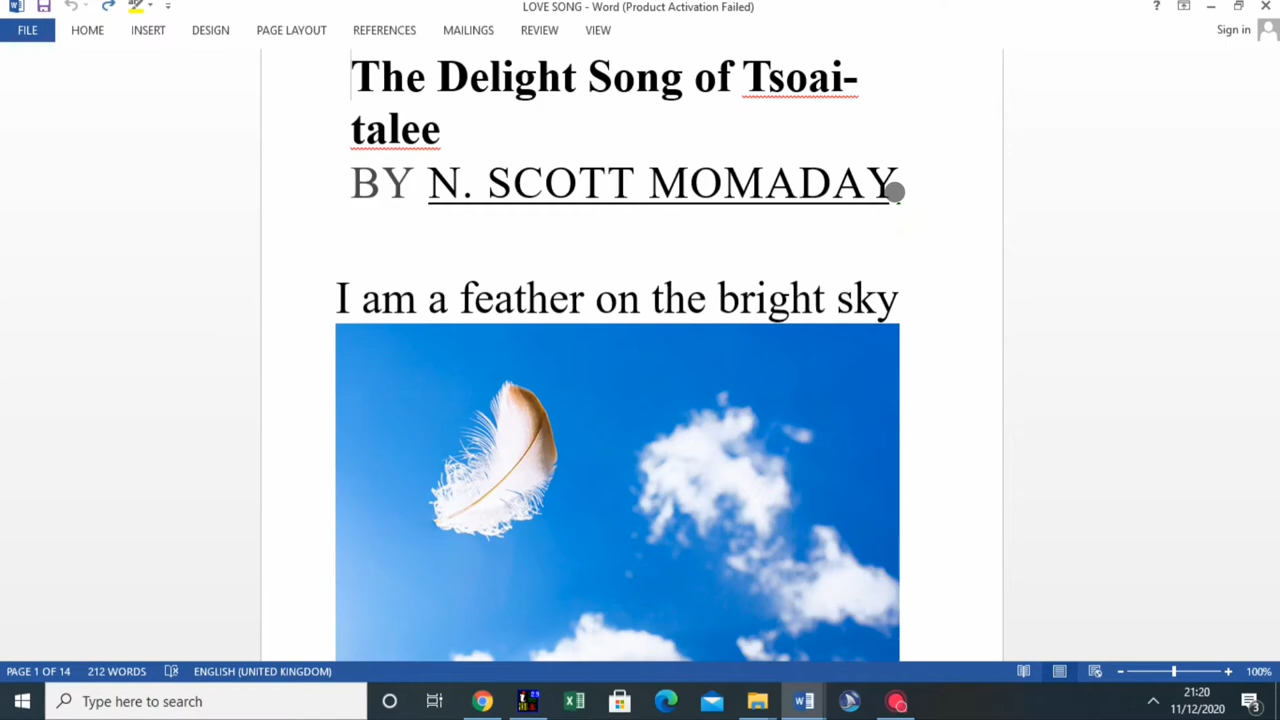 LOVE SONG - Word (Product Activation Failed)
?
FILE HOME INSERT DESIGN PAGE LAYOUT REFERENCES MAILINGS REVIEW VIEW Sign in
The Delight Song of Tsoai-
talee
BY N. SCOTT MOMADAY
I am a feather on the bright sky
PAGE 1 OF 14 212 WORDS ENGLISH (UNITED KINGDOM) 100%
Type here to search
21:20
11/12/2020
3